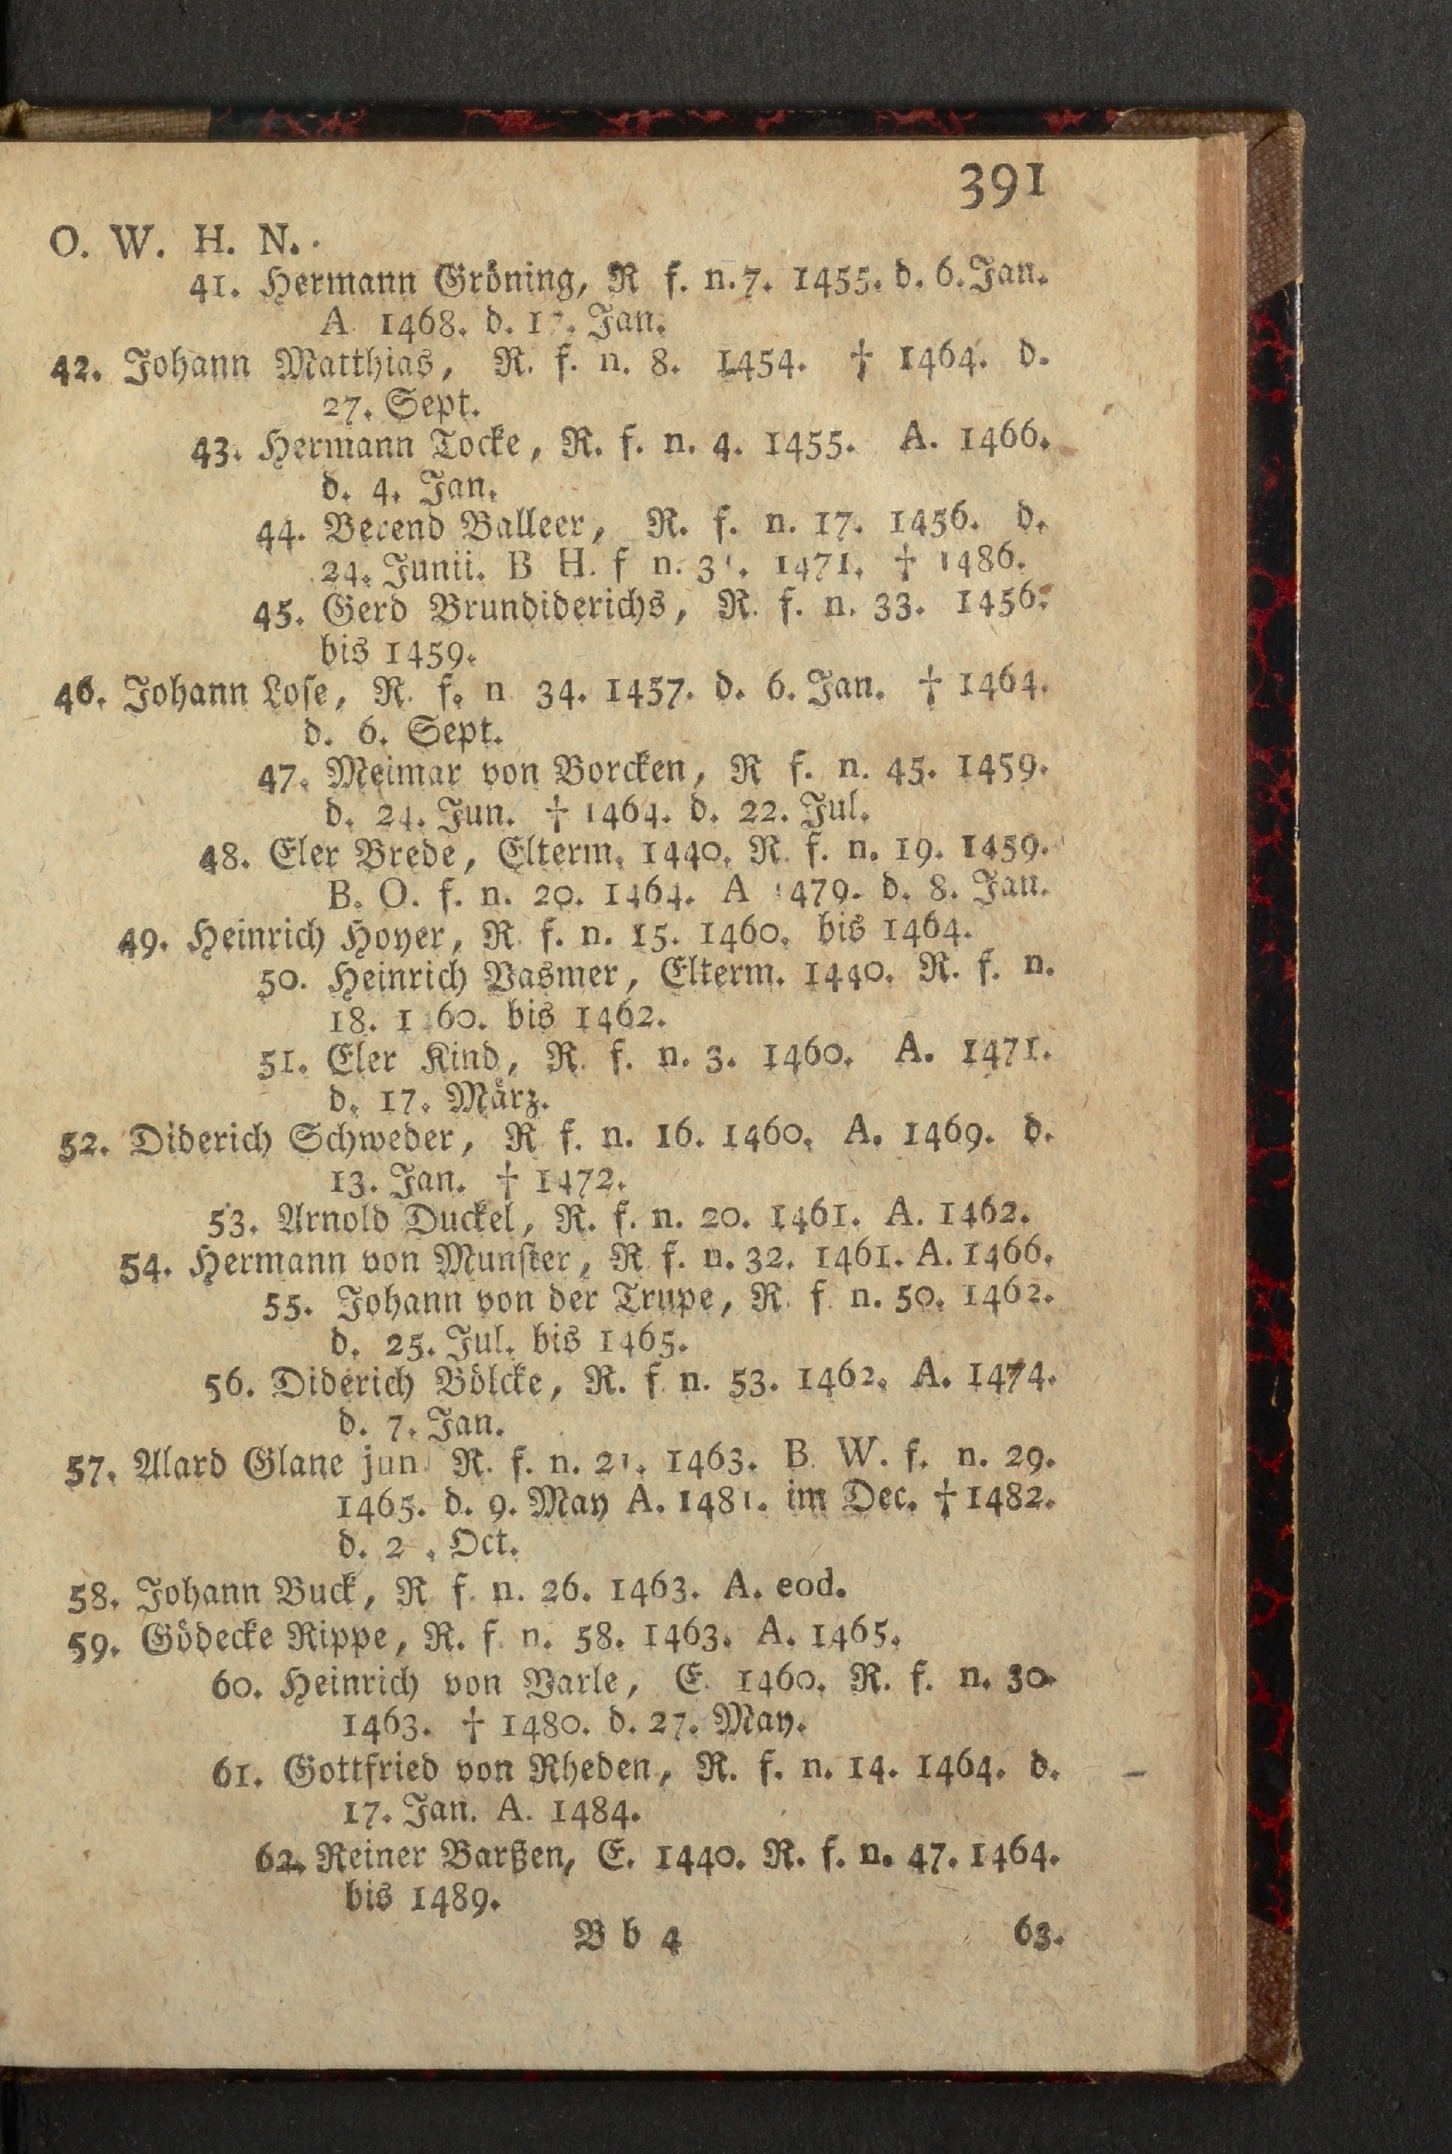 391
O. W. H. N.
41. Hermann Gröning, R f. n. 7. 1455. d. 6. Jan.
A 1468. d. Jan.
42. Johann Matthias, R. f. n. 8. 1454. † 1464. d.
27. Sept.
43. Hermann Tocke, R. f. n. 4. 1455. A. 1466.
d. 4. Jan.
44. Berend Balleer, R. f. n. 17. 1456. d.
24. Junii. B H. f n. 1471. † 1486.
45. Gerd Brundiderichs, R. f. n. 33. 1456.
bis 1459.
46. Johann Lose, R. f. n 34. 1457. d. 6. Jan. † 1464.
d. 6. Sept.
47. Meimar von Borcken, R f. n. 45. 1459.
d. 24. Jun. † 1464. d. 22. Jul.
48. Eler Brede, Elterm. 1440. R. f. n. 19. 1459.
B. O. f. n. 20. 1464. A 1479. d. 8. Jan.
49. Heinrich Hoyer, R. f. n. 15. 1460. bis 1464.
50. Heinrich Vasmer, Elterm. 1440. R. f. n.
18. 1460. bis 1462.
51. Eler Kind, R. f. n. 3. 1460. A. 1471.
d. 17. März.
52. Diderich Schweder, R f. n. 16. 1460. A. 1469. d.
13. Jan. † 1472.
53. Arnold Duckel, R. f. n. 20. 1461. A. 1462.
54. Hermann von Munster, R f. n. 32. 1461. A. 1466.
55. Johann von der Trupe, R. f. n. 50. 1462.
d. 25. Jul. bis 1465.
56. Diderich Bölcke, R. f. n. 53. 1462. A. 1474.
d. 7. Jan.
57. Alard Glane jun. R. f. n. 21. 1463. B. W. f. n. 29.
1465. d. 9. May A. 1481. im Dec. † 1482.
d. Oct.
58. Johann Buck, R f. n. 26. 1463. A. eod.
59. Gödecke Rippe, R. f. n. 58. 1463. A. 1465.
60. Heinrich von Varle, E. 1460. R. f. n. 30.
1463. † 1480. d. 27. May.
61. Gottfried von Rheden, R. f. n. 14. 1464. d.
17. Jan. A. 1484.
62. Reiner Barßen, E. 1440. R. f. n. 47. 1464.
bis 1489.
B b 4 63.